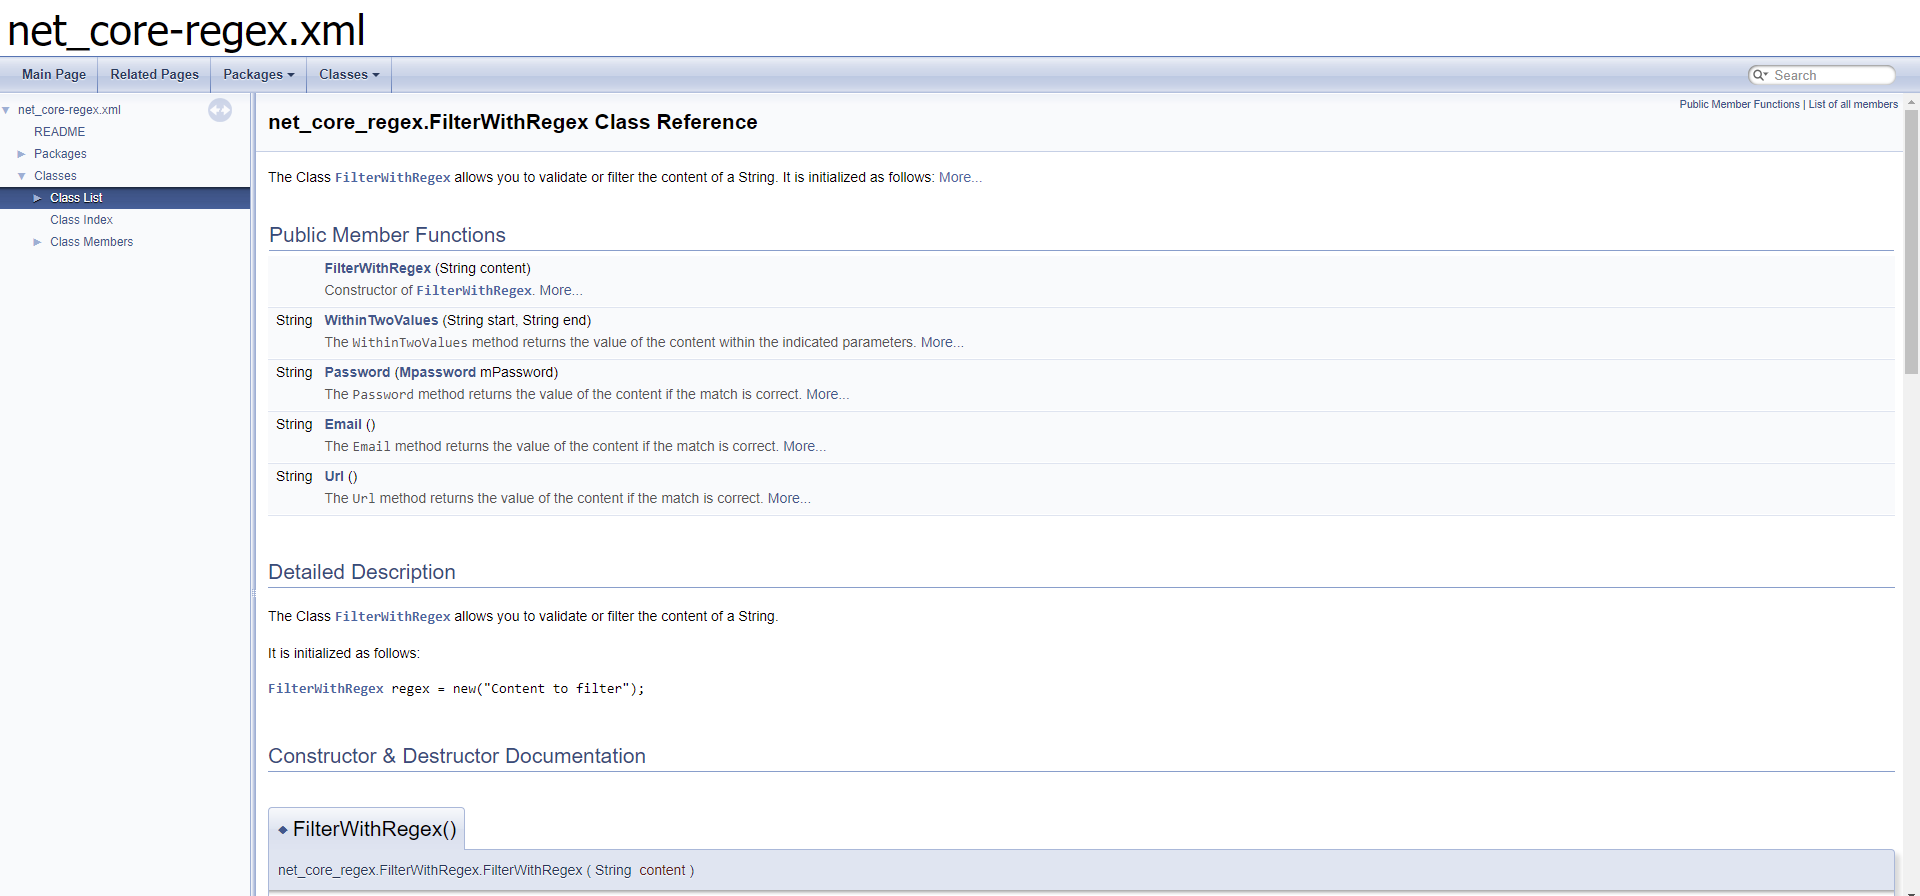 net_core-regex.xml
Main Page
Related Pages
Packages
Classes
Search
net_core-regex.xml
README
Packages
Classes
Class List
Class Index
Class Members
Public Member Functions | List of all members
net_core_regex.FilterWithRegex Class Reference
The Class FilterWithRegex allows you to validate or filter the content of a String. It is initialized as follows: More...
Public Member Functions
FilterWithRegex (String content)
Constructor of FilterWithRegex. More...
String WithinTwoValues (String start, String end)
The WithinTwoValues method returns the value of the content within the indicated parameters. More...
String Password (Mpassword mPassword)
The Password method returns the value of the content if the match is correct. More...
String Email ()
The Email method returns the value of the content if the match is correct. More...
String Url ()
The Url method returns the value of the content if the match is correct. More...
Detailed Description
The Class FilterWithRegex allows you to validate or filter the content of a String.
It is initialized as follows:
FilterWithRegex regex = new("Content to filter");
Constructor & Destructor Documentation
◆ FilterWithRegex()
net_core_regex.FilterWithRegex.FilterWithRegex ( String content )